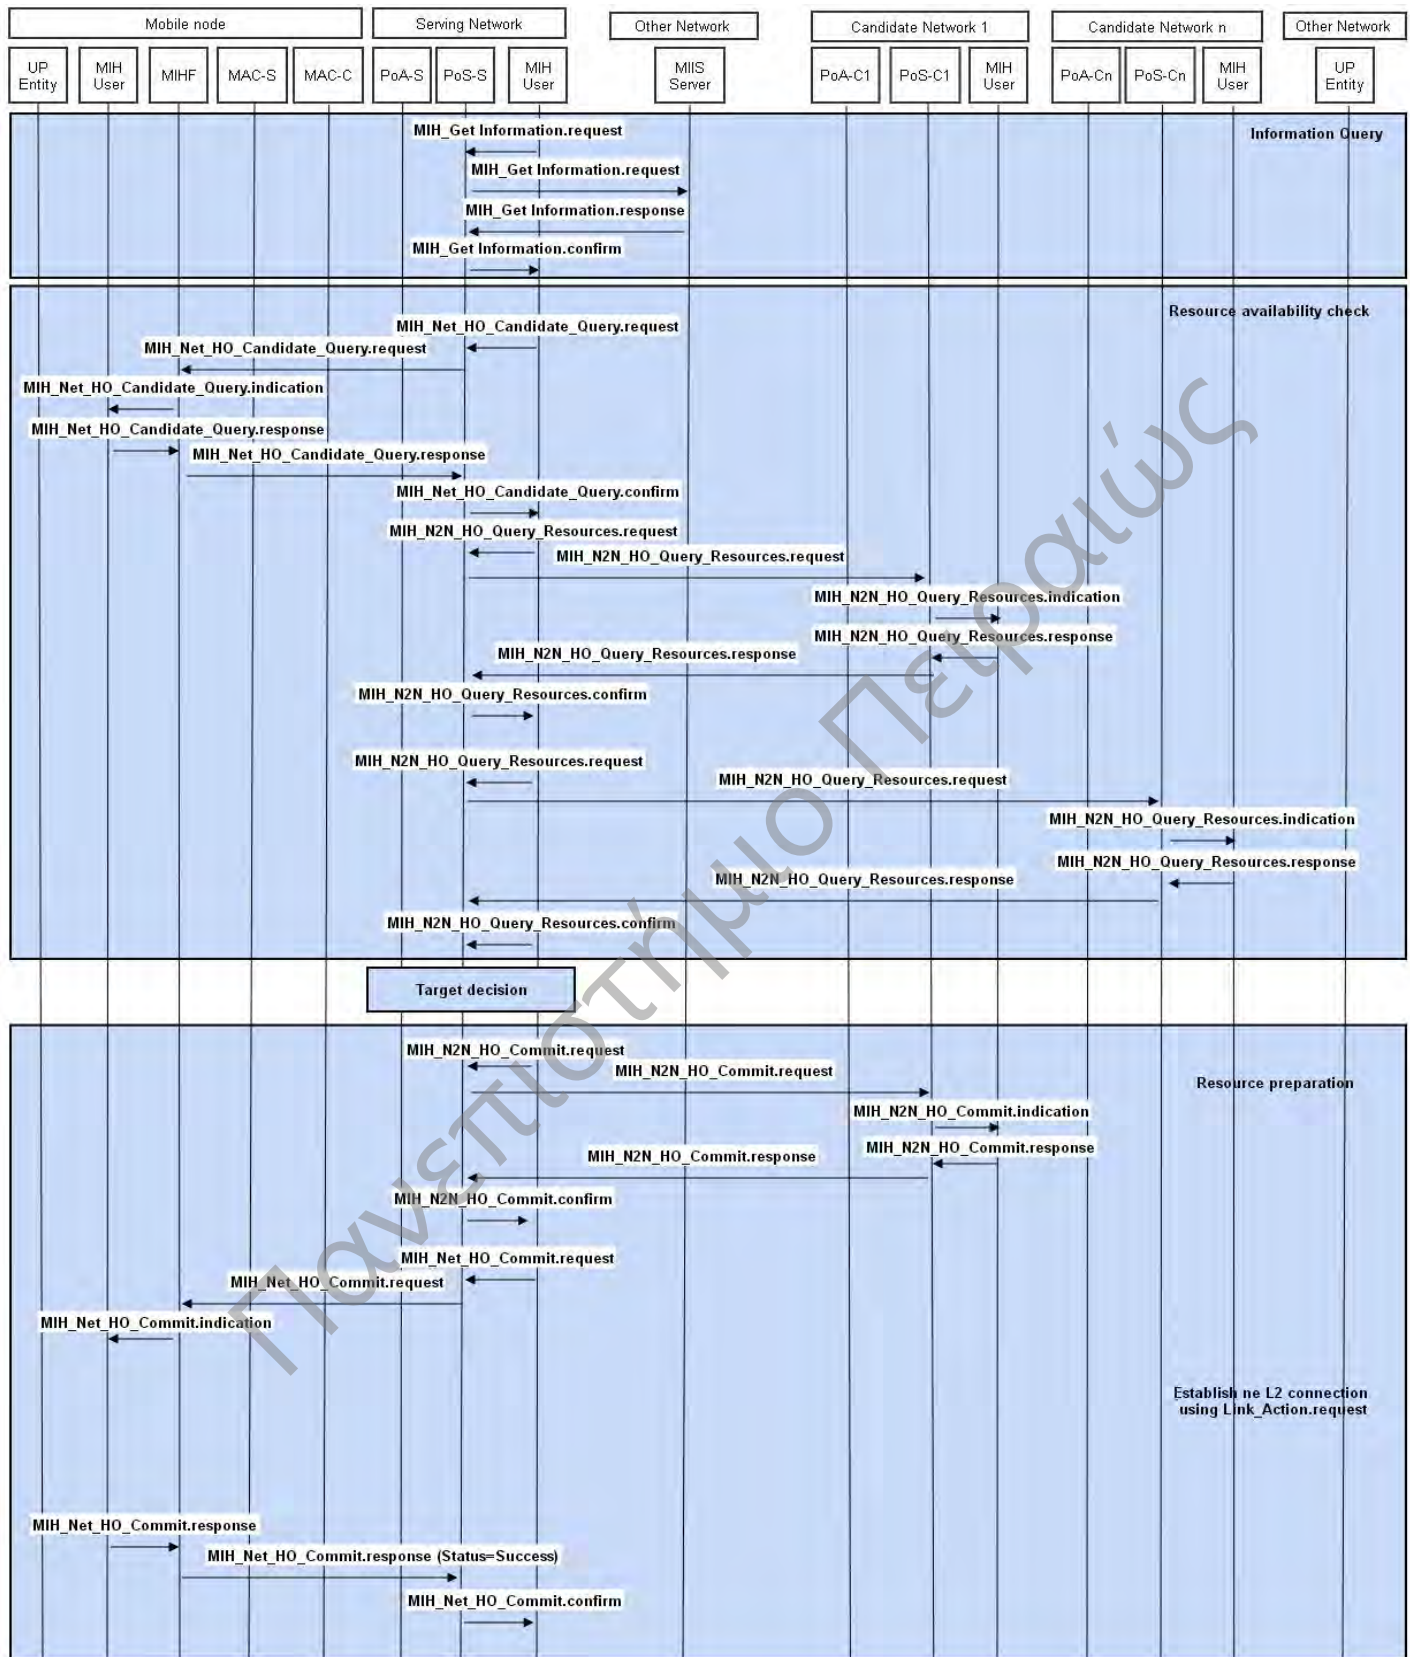 Mobile node
Serving Network
Other Network
Candidate Network 1
Candidate Network n
Other Network
UP Entity
MIH User
MIHF
MAC-S
MAC-C
PoA-S
PoS-S
MIH User
MIIS Server
PoA-C1
PoS-C1
MIH User
PoA-Cn
PoS-Cn
MIH User
UP Entity
Information Query
MIH_Get Information.request
MIH_Get Information.request
MIH_Get Information.response
MIH_Get Information.confirm
Resource availability check
MIH_Net_HO_Candidate_Query.request
MIH_Net_HO_Candidate_Query.request
MIH_Net_HO_Candidate_Query.indication
MIH_Net_HO_Candidate_Query.response
MIH_Net_HO_Candidate_Query.response
MIH_Net_HO_Candidate_Query.confirm
MIH_N2N_HO_Query_Resources.request
MIH_N2N_HO_Query_Resources.request
MIH_N2N_HO_Query_Resources.indication
MIH_N2N_HO_Query_Resources.response
MIH_N2N_HO_Query_Resources.response
MIH_N2N_HO_Query_Resources.confirm
MIH_N2N_HO_Query_Resources.request
MIH_N2N_HO_Query_Resources.request
MIH_N2N_HO_Query_Resources.indication
MIH_N2N_HO_Query_Resources.response
MIH_N2N_HO_Query_Resources.response
MIH_N2N_HO_Query_Resources.confirm
Target decision
MIH_N2N_HO_Commit.request
MIH_N2N_HO_Commit.request
Resource preparation
MIH_N2N_HO_Commit.indication
MIH_N2N_HO_Commit.response
MIH_N2N_HO_Commit.response
MIH_N2N_HO_Commit.confirm
MIH_Net_HO_Commit.request
MIH_Net_HO_Commit.request
MIH_Net_HO_Commit.indication
Establish ne L2 connection
using Link_Action.request
MIH_Net_HO_Commit.response
MIH_Net_HO_Commit.response (Status=Success)
MIH_Net_HO_Commit.confirm
Πανεπιστήμιο Πειραιώς